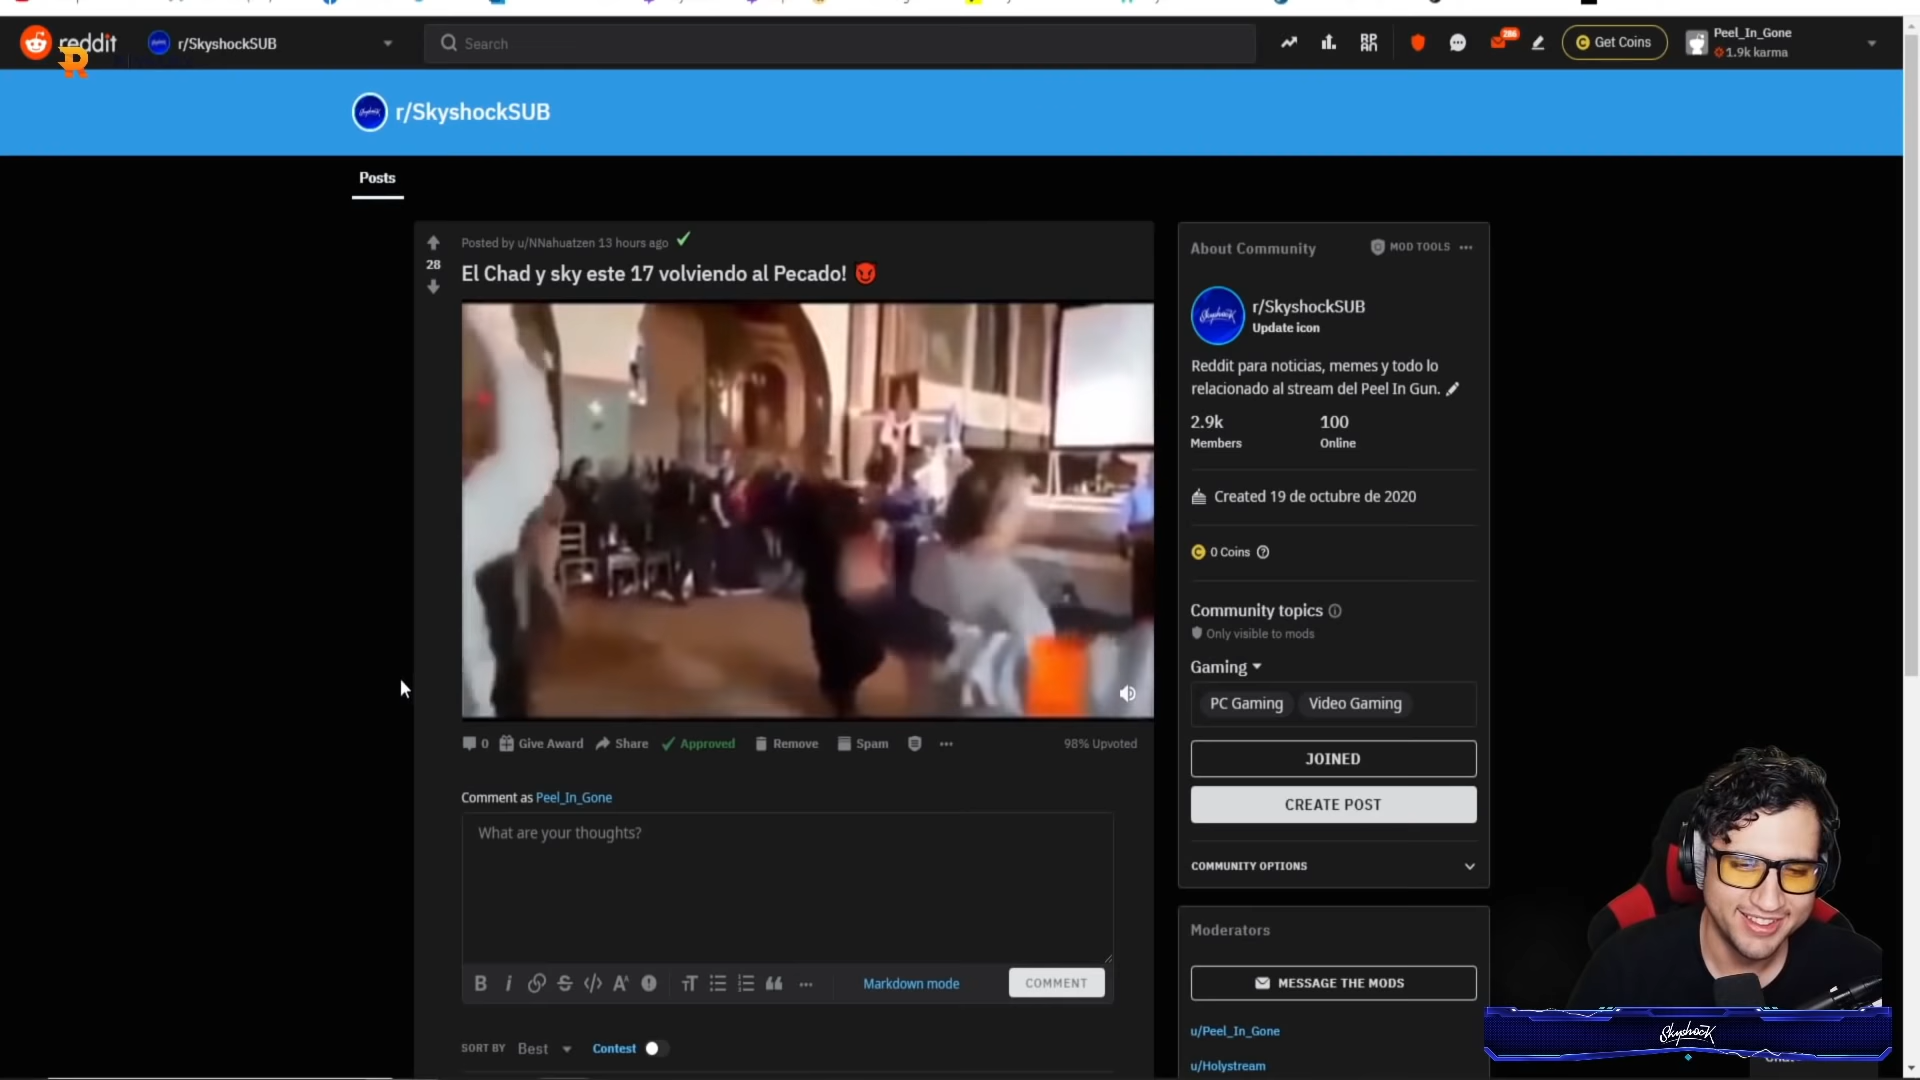 reddit
r/SkyshockSUB
Search
286
Get Coins
Peel_In_Gone
1.9k karma
r/SkyshockSUB
Posts
28
Posted by u/NNahuatzen 13 hours ago
El Chad y sky este 17 volviendo al Pecado! 😈
0
Give Award
Share
Approved
Remove
Spam
98% Upvoted
Comment as Peel_In_Gone
What are your thoughts?
B i
Markdown mode
COMMENT
SORT BY Best
Contest
About Community
MOD TOOLS
Skyshock
r/SkyshockSUB
Update icon
Reddit para noticias, memes y todo lo
relacionado al stream del Peel In Gun.
2.9k 100
Members Online
Created 19 de octubre de 2020
0 Coins
Community topics
Only visible to mods
Gaming
PC Gaming Video Gaming
JOINED
CREATE POST
COMMUNITY OPTIONS
Moderators
MESSAGE THE MODS
u/Peel_In_Gone
u/Holystream
Skyshock